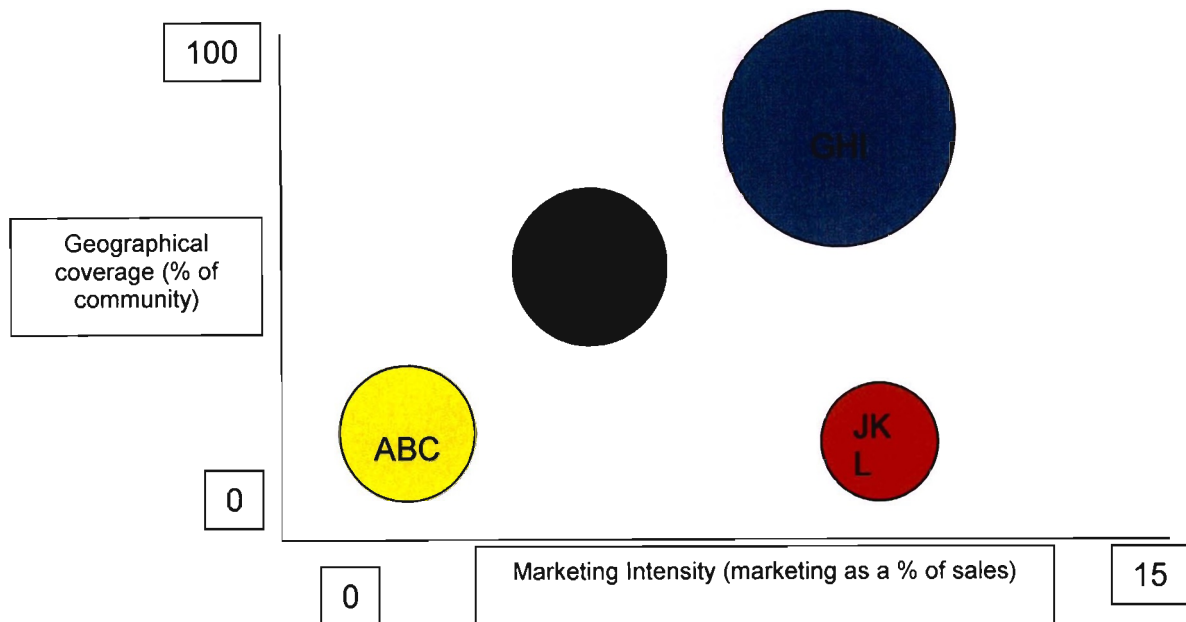 100
GHI
Geographical
coverage (% of
community)
ABC
JK
L
0
Marketing Intensity (marketing as a % of sales)
0
15